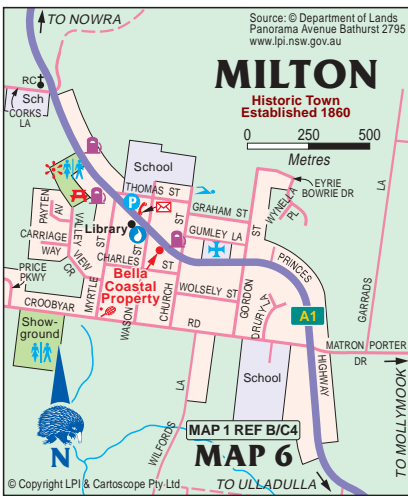 TO NOWRA
Source: © Department of Lands
Panorama Avenue Bathurst 2795
www.lpi.nsw.gov.au
MILTON
Historic Town
Established 1860
0 250 500
Metres
RC
Sch
CORKS
LA
School
THOMAS ST
P
GRAHAM ST
GUMLEY LA
EYRIE
BOWRIE DR
WYNELLA
PL
LA
PAYTEN
AV
CARRIAGE
WAY
VALLEY VIEW
CR
PRICE
PKWY
Library
CHARLES ST
ST
ST
Bella
Coastal
Property
PRINCES
WOLSELY ST
MYRTLE ST
WASON
CHURCH
GORDON
DRURY LA
GARRADS
CROOBYAR
RD
A1
MATRON PORTER
DR
Show-
ground
School
HIGHWAY
TO MOLLYMOOK
WILFORDS
LA
MAP 1 REF B/C4
MAP 6
N
© Copyright LPI & Cartoscope Pty Ltd
TO ULLADULLA